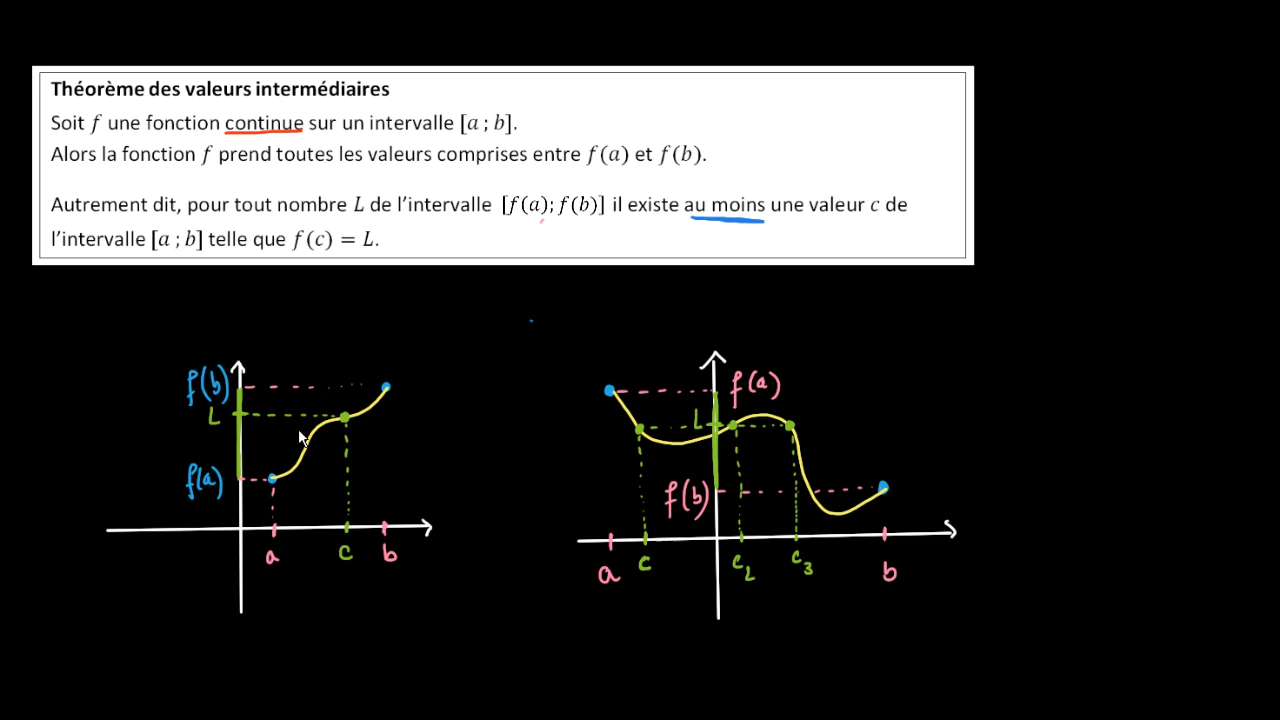 Théorème des valeurs intermédiaires
Soit f une fonction continue sur un intervalle [a ; b].
Alors la fonction f prend toutes les valeurs comprises entre f(a) et f(b).
Autrement dit, pour tout nombre L de l'intervalle [f(a); f(b)] il existe au moins une valeur c de
l'intervalle [a ; b] telle que f(c) = L.
f(b)
L
f(a)
a c b
f(a)
L
f(b)
a c c₂ c₃ b